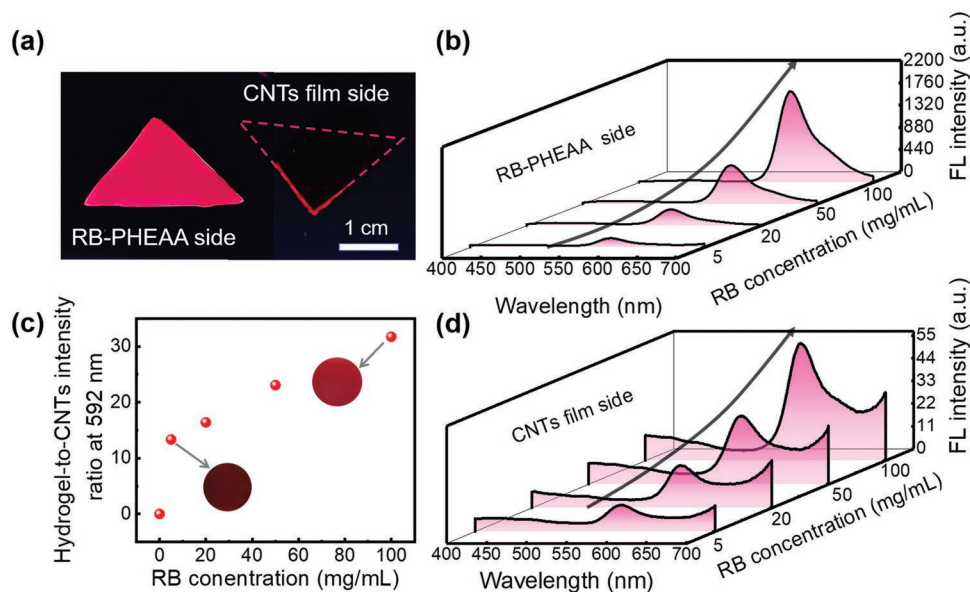 (a)
CNTs film side
RB-PHEAA side
1 cm
(b)
RB-PHEAA side
FL intensity (a.u.)
2200
1760
1320
880
440
0
100
50
20
5
RB concentration (mg/mL)
400 450 500 550 600 650 700
Wavelength (nm)
(c)
Hydrogel-to-CNTs intensity
ratio at 592 nm
30
20
10
0
0 20 40 60 80 100
RB conentration (mg/mL)
(d)
CNTs film side
FL intensity (a.u.)
55
44
33
22
11
0
100
50
20
5
RB concentration (mg/mL)
400 450 500 550 600 650 700
Wavelength (nm)